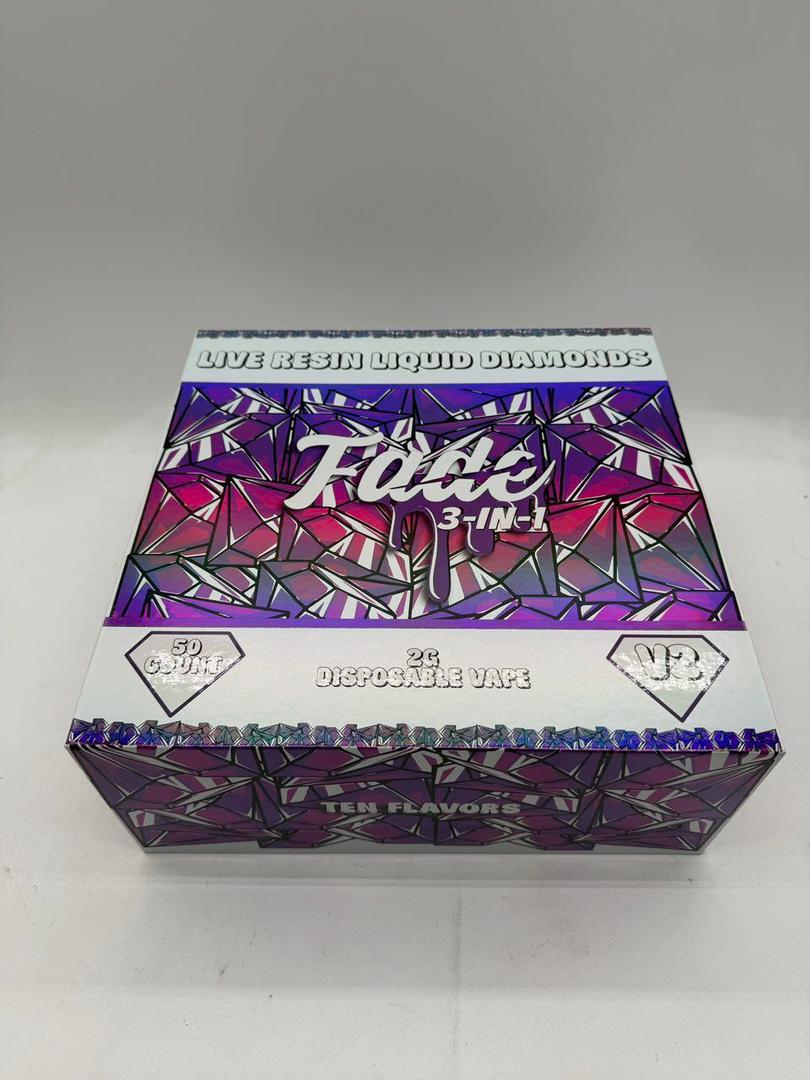 LIVE RESIN LIQUID DIAMONDS
Fade
3-IN-1
50
COUNT
2G
DISPOSABLE VAPE
V3
TEN FLAVORS